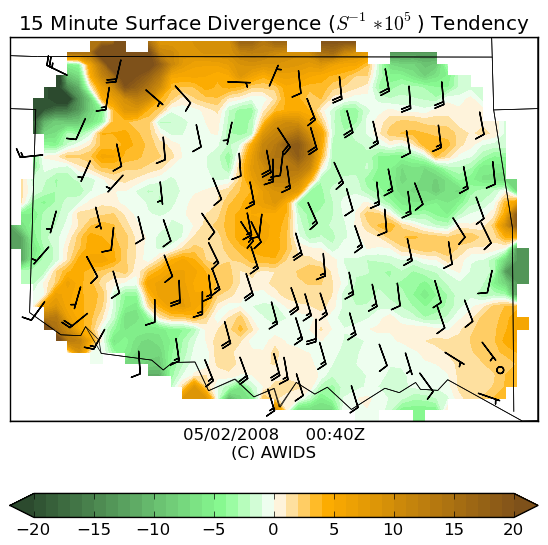 15 Minute Surface Divergence (S⁻¹ ∗10⁵ ) Tendency
05/02/2008 00:40Z
(C) AWIDS
−20 −15 −10 −5 0 5 10 15 20